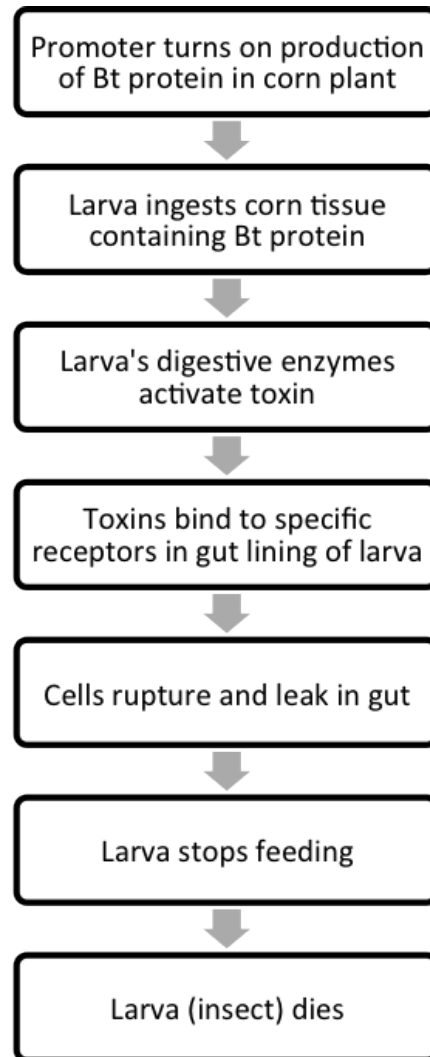 Promoter turns on production
of Bt protein in corn plant
Larva ingests corn tissue
containing Bt protein
Larva's digestive enzymes
activate toxin
Toxins bind to specific
receptors in gut lining of larva
Cells rupture and leak in gut
Larva stops feeding
Larva (insect) dies